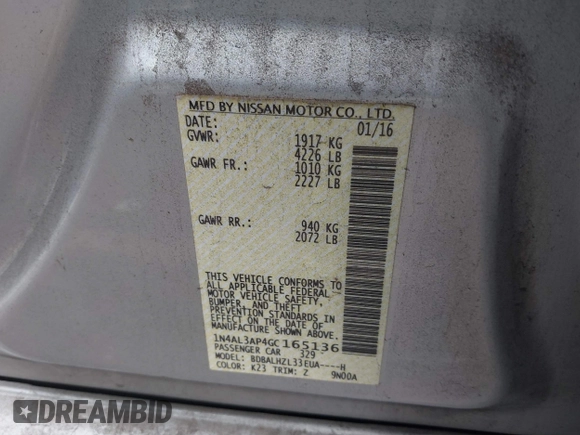 MFD BY NISSAN MOTOR CO., LTD.
DATE: 01/16
GVWR: 1917 KG
4226 LB
GAWR FR.: 1010 KG
2227 LB
GAWR RR.: 940 KG
2072 LB
THIS VEHICLE CONFORMS TO
ALL APPLICABLE FEDERAL
MOTOR VEHICLE SAFETY,
BUMPER, AND THEFT
PREVENTION STANDARDS IN
EFFECT ON THE DATE OF
MANUFACTURE SHOWN ABOVE.
1N4AL3AP4GC165136
PASSENGER CAR 329
MODEL: BDBALHZL33EUA----H
COLOR: K23 TRIM: Z 9N00A
DREAMBID